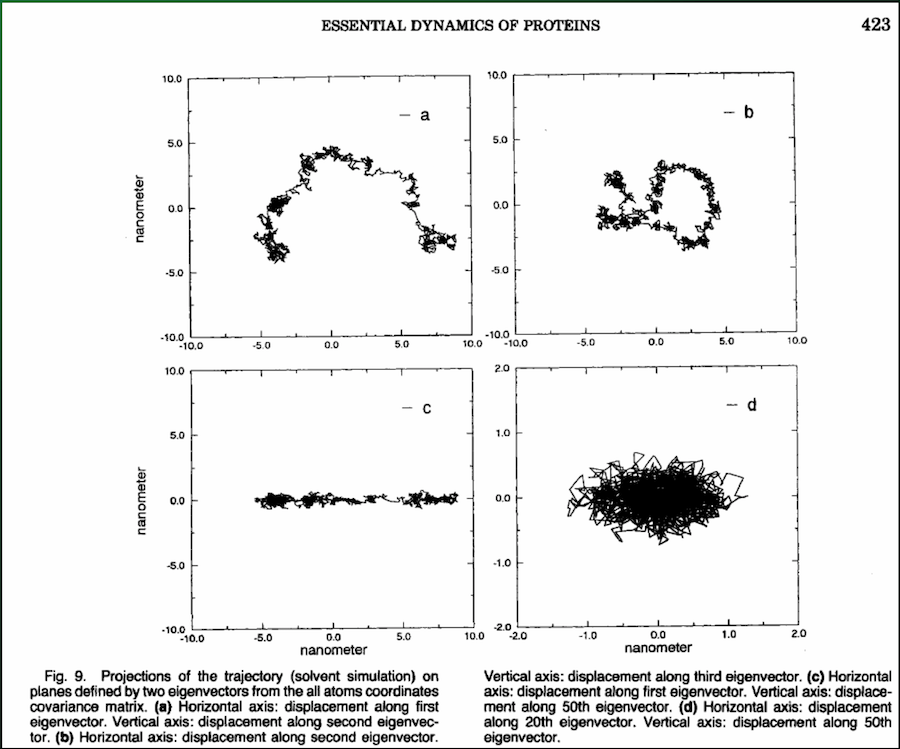 ESSENTIAL DYNAMICS OF PROTEINS
423
10.0
5.0
0.0
-5.0
-10.0
nanometer
-10.0 -5.0 0.0 5.0 10.0
a
10.0
5.0
0.0
-5.0
-10.0
-10.0 -5.0 0.0 5.0 10.0
b
10.0
5.0
0.0
-5.0
-10.0
nanometer
-10.0 -5.0 0.0 5.0 10.0
nanometer
c
2.0
1.0
0.0
-1.0
-2.0
-2.0 -1.0 0.0 1.0 2.0
nanometer
d
Fig. 9. Projections of the trajectory (solvent simulation) on
planes defined by two eigenvectors from the all atoms coordinates
covariance matrix. (a) Horizontal axis: displacement along first
eigenvector. Vertical axis: displacement along second eigenvec-
tor. (b) Horizontal axis: displacement along second eigenvector.
Vertical axis: displacement along third eigenvector. (c) Horizontal
axis: displacement along first eigenvector. Vertical axis: displace-
ment along 50th eigenvector. (d) Horizontal axis: displacement
along 20th eigenvector. Vertical axis: displacement along 50th
eigenvector.